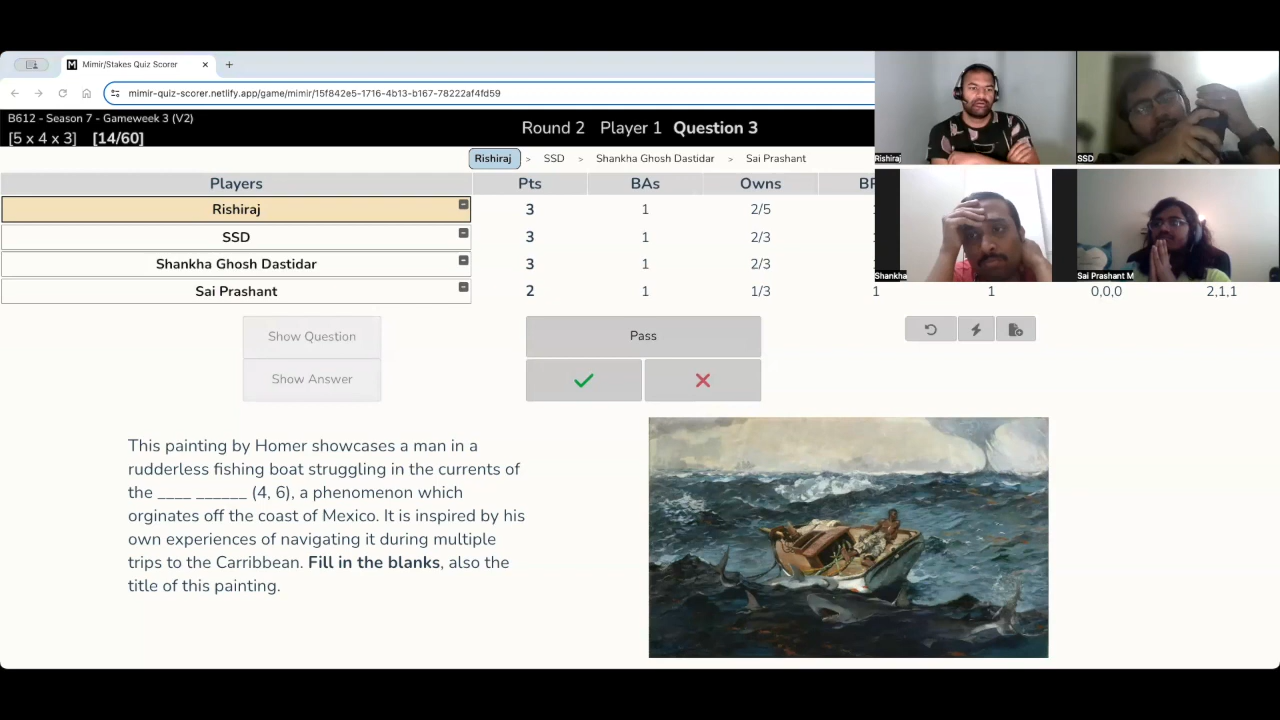 Mimir/Stakes Quiz Scorer
mimir-quiz-scorer.netlify.app/game/mimir/15f842e5-1716-4b13-b167-78222af4fd59
B612 - Season 7 - Gameweek 3 (V2)
[5 x 4 x 3] [14/60]
Round 2 Player 1 Question 3
Rishiraj > SSD > Shankha Ghosh Dastidar > Sai Prashant
Players Pts BAs Owns
Rishiraj 3 1 2/5
SSD 3 1 2/3
Shankha Ghosh Dastidar 3 1 2/3
Sai Prashant 2 1 1/3 1 1 0,0,0 2,1,1
Rishiraj
SSD
Shankha
Sai Prashant M
Show Question
Pass
Show Answer
This painting by Homer showcases a man in a
rudderless fishing boat struggling in the currents of
the ____ ______ (4, 6), a phenomenon which
orginates off the coast of Mexico. It is inspired by his
own experiences of navigating it during multiple
trips to the Carribbean. Fill in the blanks, also the
title of this painting.